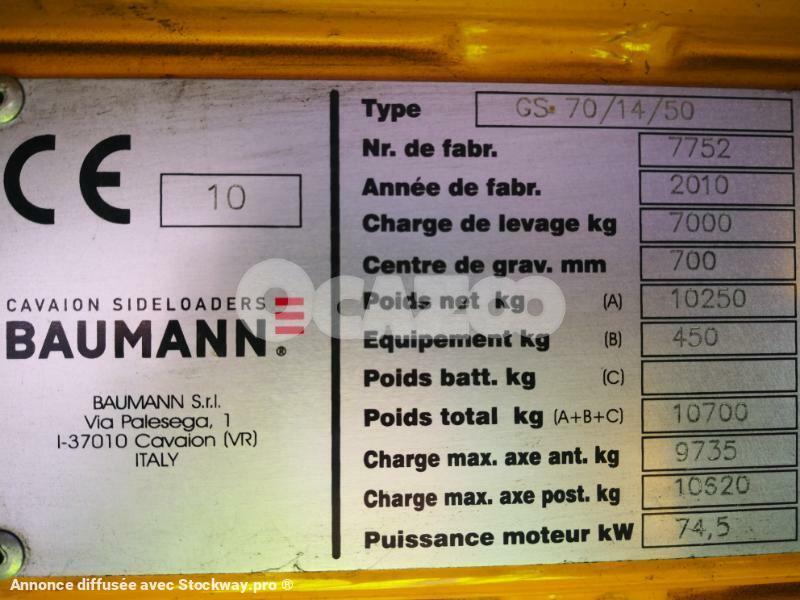 CE
10
CAVAION SIDELOADERS
BAUMANN®
BAUMANN S.r.l.
Via Palesega, 1
I-37010 Cavaion (VR)
ITALY
Type GS 70/14/50
Nr. de fabr. 7752
Année de fabr. 2010
Charge de levage kg 7000
Centre de grav. mm 700
Poids net kg (A) 10250
Equipement kg (B) 450
Poids batt. kg (C)
Poids total kg (A+B+C) 10700
Charge max. axe ant. kg 9735
Charge max. axe post. kg 10620
Puissance moteur kW 74,5
OCAZOO
Annonce diffusée avec Stockway.pro ®